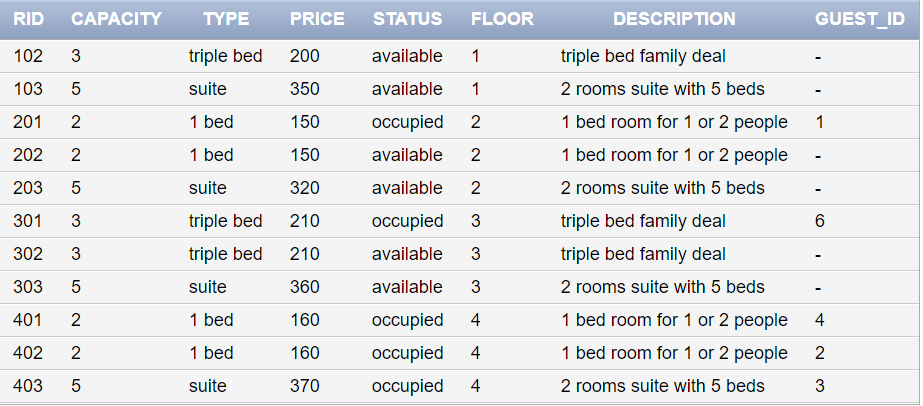 RID CAPACITY TYPE PRICE STATUS FLOOR DESCRIPTION GUEST_ID
102 3 triple bed 200 available 1 triple bed family deal -
103 5 suite 350 available 1 2 rooms suite with 5 beds -
201 2 1 bed 150 occupied 2 1 bed room for 1 or 2 people 1
202 2 1 bed 150 available 2 1 bed room for 1 or 2 people -
203 5 suite 320 available 2 2 rooms suite with 5 beds -
301 3 triple bed 210 occupied 3 triple bed family deal 6
302 3 triple bed 210 available 3 triple bed family deal -
303 5 suite 360 available 3 2 rooms suite with 5 beds -
401 2 1 bed 160 occupied 4 1 bed room for 1 or 2 people 4
402 2 1 bed 160 occupied 4 1 bed room for 1 or 2 people 2
403 5 suite 370 occupied 4 2 rooms suite with 5 beds 3